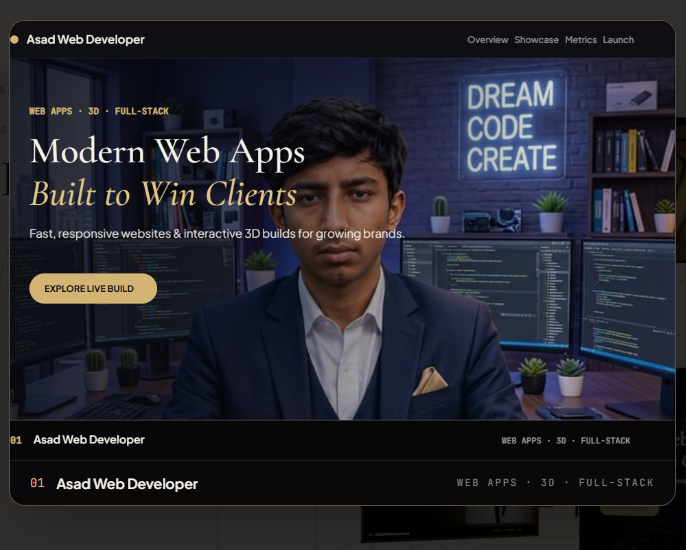 Asad Web Developer
Overview Showcase Metrics Launch
WEB APPS · 3D · FULL-STACK
DREAM
CODE
CREATE
Modern Web Apps
Built to Win Clients
Fast, responsive websites & interactive 3D builds for growing brands.
EXPLORE LIVE BUILD
01 Asad Web Developer
WEB APPS · 3D · FULL-STACK
01 Asad Web Developer
WEB APPS · 3D · FULL-STACK